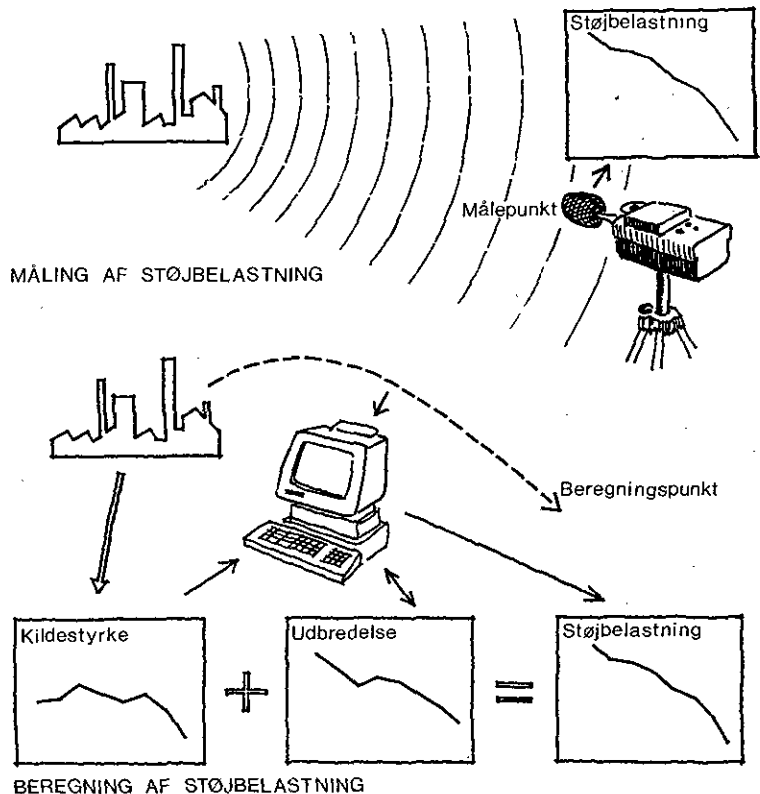 Støjbelastning
Målepunkt
MÅLING AF STØJBELASTNING
Beregningspunkt
Kildestyrke
Udbredelse
Støjbelastning
BEREGNING AF STØJBELASTNING